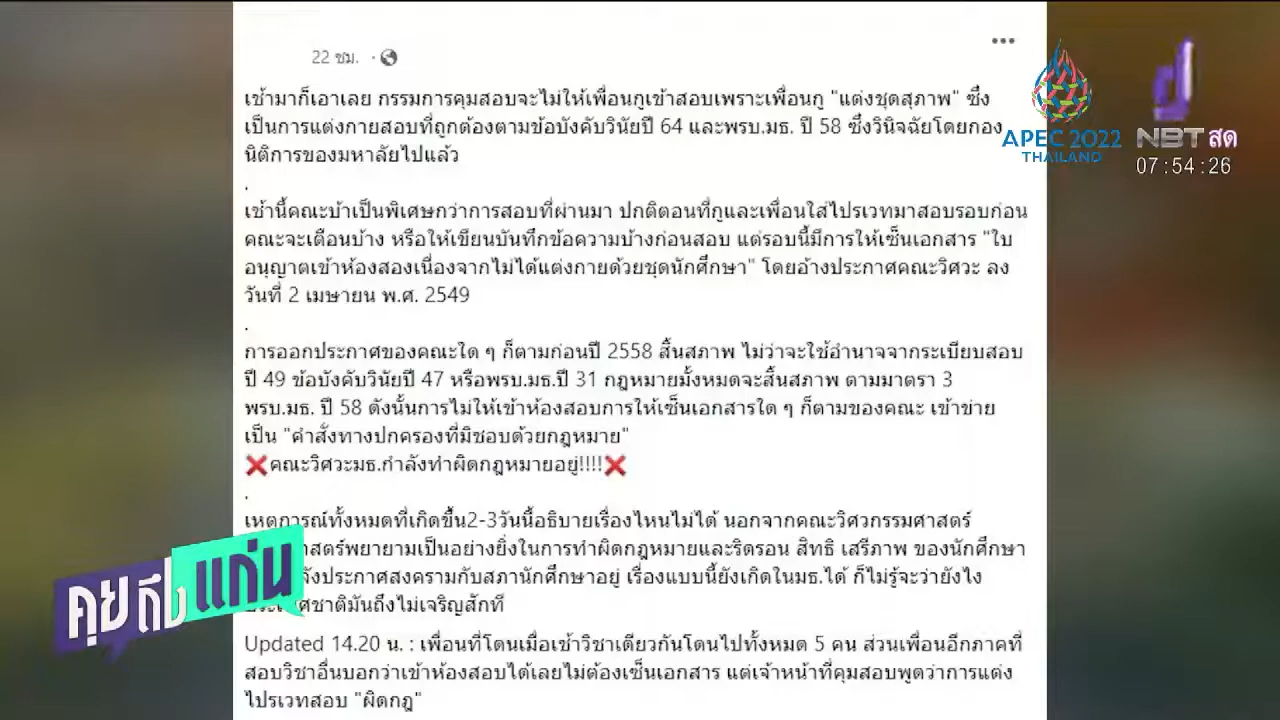 22 ชม.
เช้ามาก็เอาเลย กรรมการคุมสอบจะไม่ให้เพื่อนกูเข้าสอบเพราะเพื่อนกู "แต่งชุดสุภาพ" ซึ่ง
เป็นการแต่งกายสอบที่ถูกต้องตามข้อบังคับวินัยปี 64 และพรบ.มธ. ปี 58 ซึ่งวินิจฉัยโดยกอง
นิติการของมหาลัยไปแล้ว
.
เช้านี้คณะบ้าเป็นพิเศษกว่าการสอบที่ผ่านมา ปกติตอนที่กูและเพื่อนใส่ไปรเวทมาสอบรอบก่อน
คณะจะเตือนบ้าง หรือให้เขียนบันทึกข้อความบ้างก่อนสอบ แต่รอบนี้มีการให้เซ็นเอกสาร "ใบ
อนุญาตเข้าห้องสองเนื่องจากไม่ได้แต่งกายด้วยชุดนักศึกษา" โดยอ้างประกาศคณะวิศวะ ลง
วันที่ 2 เมษายน พ.ศ. 2549
.
การออกประกาศของคณะใด ๆ ก็ตามก่อนปี 2558 สิ้นสภาพ ไม่ว่าจะใช้อำนาจจากระเบียบสอบ
ปี 49 ข้อบังคับวินัยปี 47 หรือพรบ.มธ.ปี 31 กฎหมายมั้งหมดจะสิ้นสภาพ ตามมาตรา 3
พรบ.มธ. ปี 58 ดังนั้นการไม่ให้เข้าห้องสอบการให้เซ็นเอกสารใด ๆ ก็ตามของคณะ เข้าข่าย
เป็น "คำสั่งทางปกครองที่มิชอบด้วยกฎหมาย"
❌คณะวิศวะมธ.กำลังทำผิดกฎหมายอยู่!!!!❌
.
เหตุการณ์ทั้งหมดที่เกิดขึ้น2-3วันนี้อธิบายเรื่องไหนไม่ได้ นอกจากคณะวิศวกรรมศาสตร์
าสตร์พยายามเป็นอย่างยิ่งในการทำผิดกฎหมายและริดรอน สิทธิ เสรีภาพ ของนักศึกษา
ังประกาศสงครามกับสภานักศึกษาอยู่ เรื่องแบบนี้ยังเกิดในมธ.ได้ ก็ไม่รู้จะว่ายังไง
ประเทศชาติมันถึงไม่เจริญสักที
Updated 14.20 น. : เพื่อนที่โดนเมื่อเช้าวิชาเดียวกันโดนไปทั้งหมด 5 คน ส่วนเพื่อนอีกภาคที่
สอบวิชาอื่นบอกว่าเข้าห้องสอบได้เลยไม่ต้องเซ็นเอกสาร แต่เจ้าหน้าที่คุมสอบพูดว่าการแต่ง
ไปรเวทสอบ "ผิดกฎ"
APEC 2022
THAILAND
NBT สด
07:54:26
คุยถึงแก่น